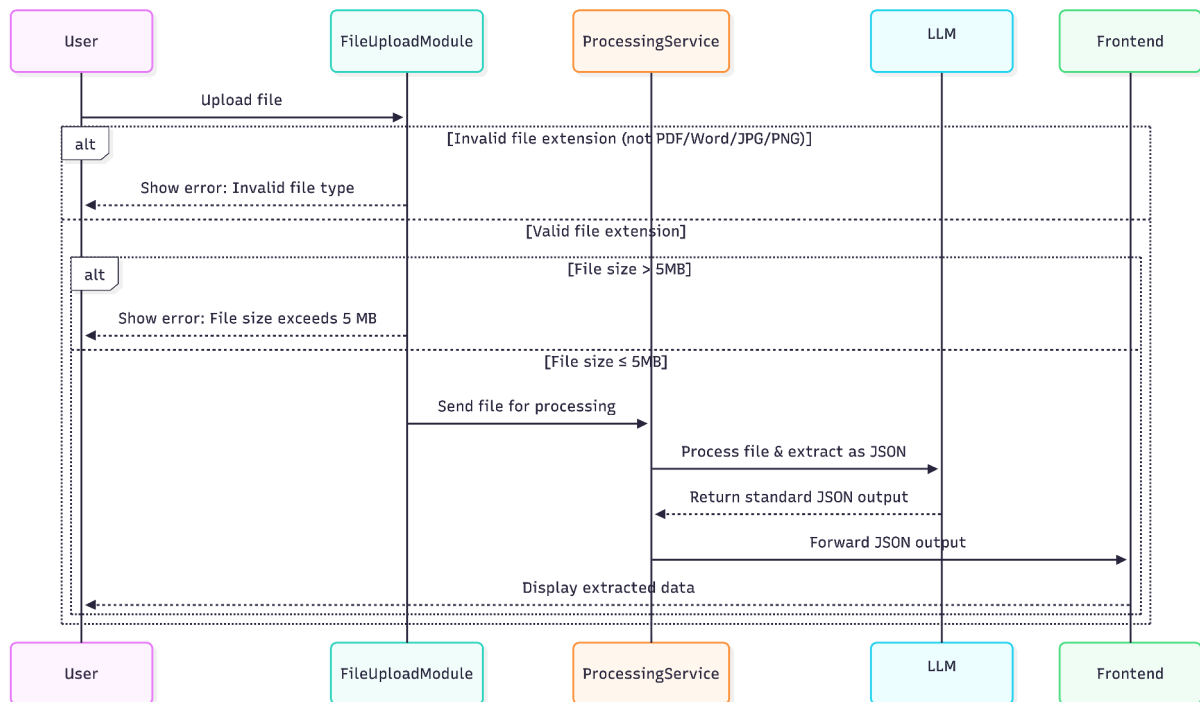 User
FileUploadModule
ProcessingService
LLM
Frontend
Upload file
alt
[Invalid file extension (not PDF/Word/JPG/PNG)]
Show error: Invalid file type
[Valid file extension]
alt
[File size > 5MB]
Show error: File size exceeds 5 MB
[File size ≤ 5MB]
Send file for processing
Process file & extract as JSON
Return standard JSON output
Forward JSON output
Display extracted data
User
FileUploadModule
ProcessingService
LLM
Frontend